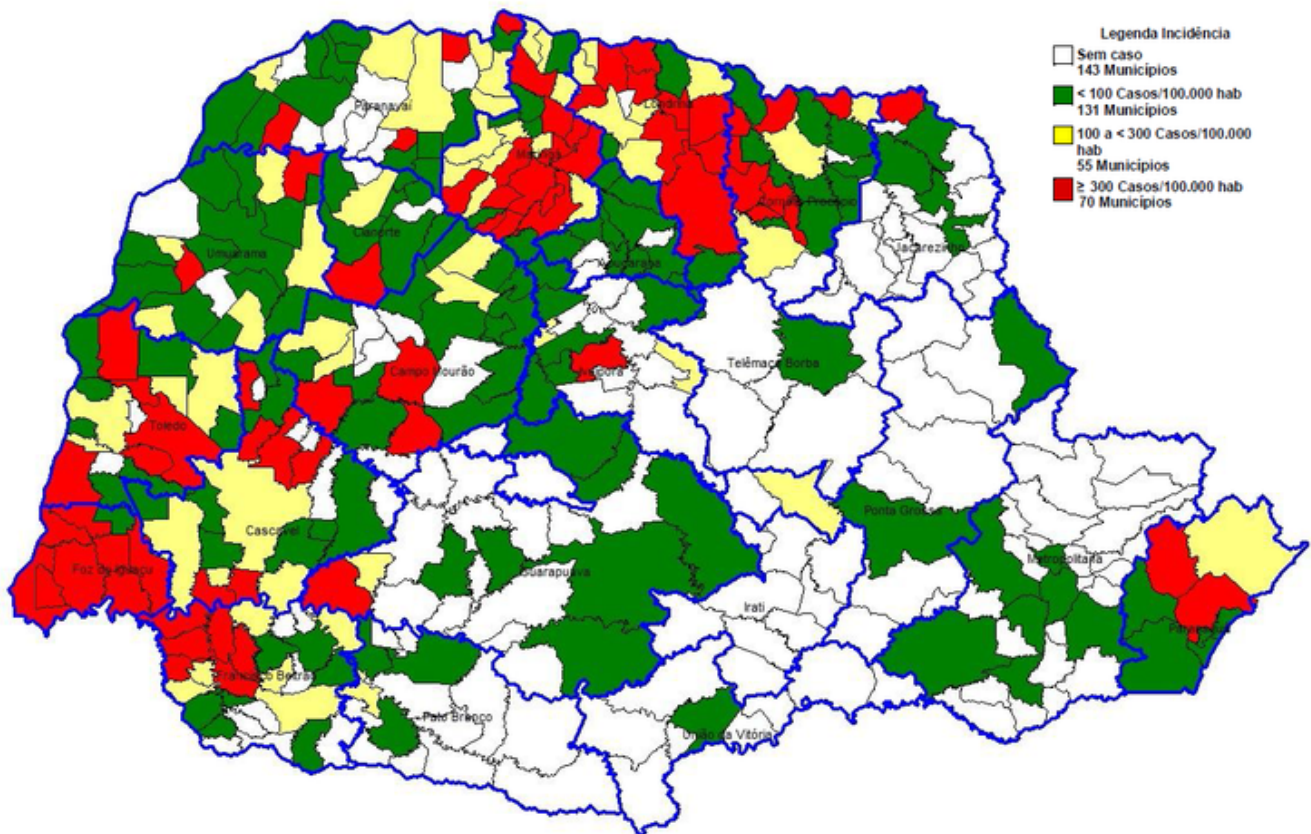 Legenda Incidência
Sem caso
143 Municípios
< 100 Casos/100.000 hab
131 Municípios
100 a < 300 Casos/100.000
hab
55 Municípios
≥ 300 Casos/100.000 hab
70 Municípios
Paranavaí
Londrina
Maringá
Cornélio Procópio
Cianorte
Jacarezinho
Umuarama
Apucarana
Telêmaco Borba
Campo Mourão
Ivaiporã
Toledo
Ponta Grossa
Cascavel
Metropolitana
Foz do Iguaçu
Guarapuava
Irati
Paranaguá
Francisco Beltrão
Pato Branco
União da Vitória